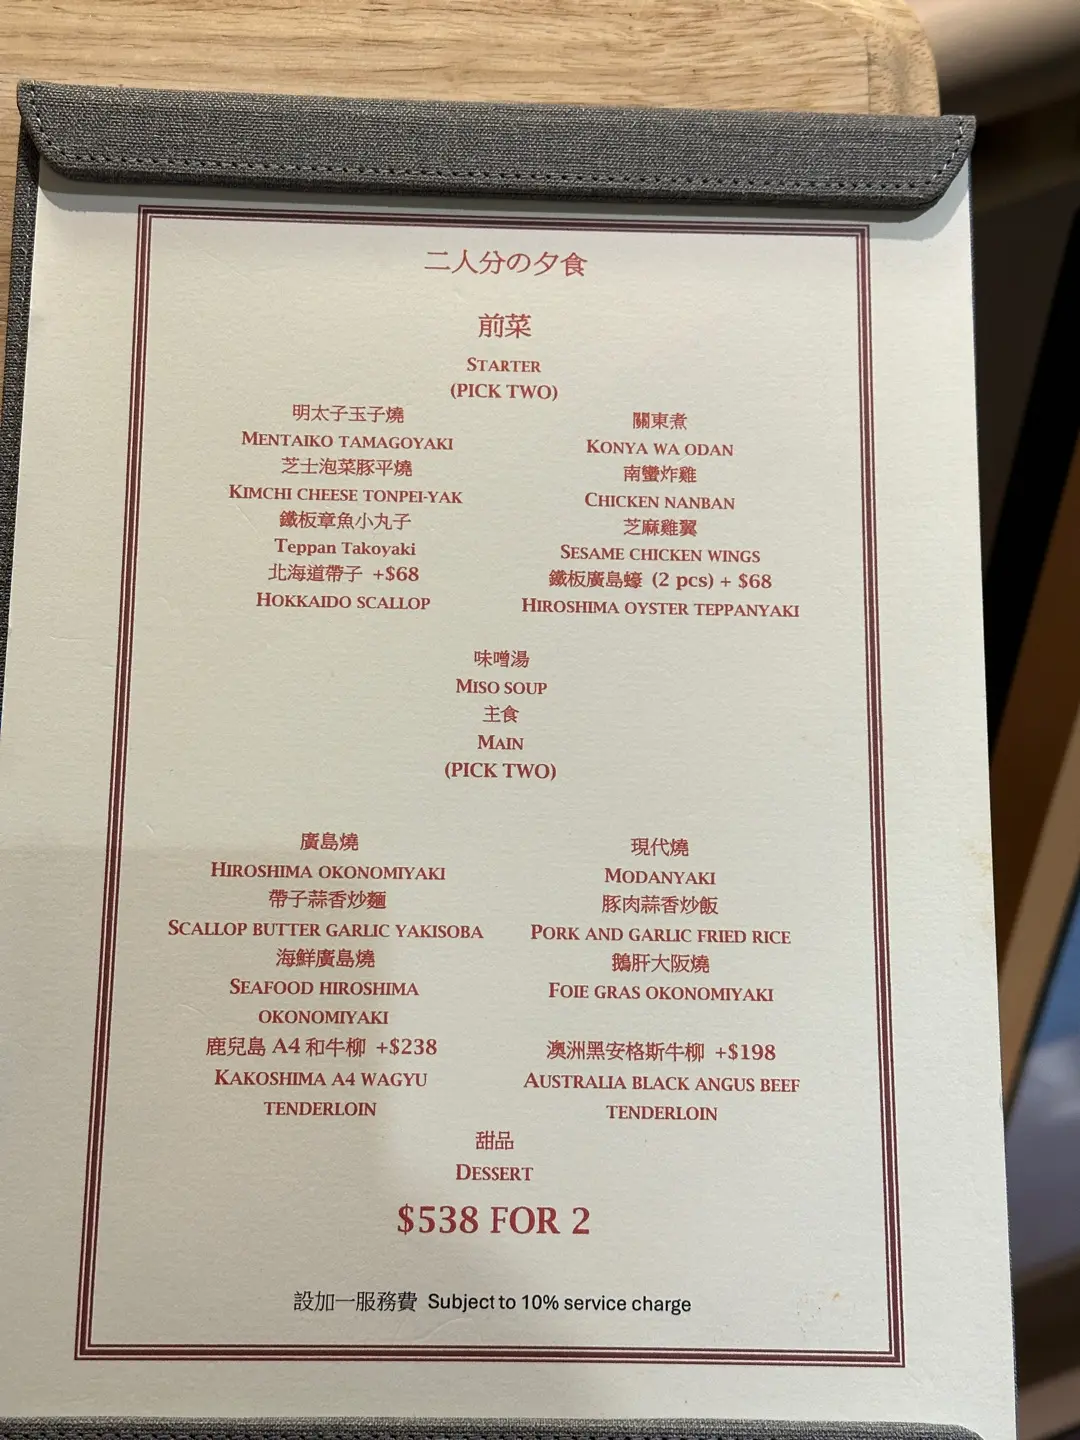 二人分の夕食
前菜
STARTER
(PICK TWO)
明太子玉子燒
MENTAIKO TAMAGOYAKI
芝士泡菜豚平燒
KIMCHI CHEESE TONPEI-YAK
鐵板章魚小丸子
Teppan Takoyaki
北海道帶子 +$68
HOKKAIDO SCALLOP
關東煮
KONYA WA ODAN
南蠻炸雞
CHICKEN NANBAN
芝麻雞翼
SESAME CHICKEN WINGS
鐵板廣島蠔 (2 pcs) + $68
HIROSHIMA OYSTER TEPPANYAKI
味噌湯
MISO SOUP
主食
MAIN
(PICK TWO)
廣島燒
HIROSHIMA OKONOMIYAKI
帶子蒜香炒麵
SCALLOP BUTTER GARLIC YAKISOBA
海鮮廣島燒
SEAFOOD HIROSHIMA
OKONOMIYAKI
鹿兒島 A4 和牛柳 +$238
KAKOSHIMA A4 WAGYU
TENDERLOIN
現代燒
MODANYAKI
豚肉蒜香炒飯
PORK AND GARLIC FRIED RICE
鵝肝大阪燒
FOIE GRAS OKONOMIYAKI
澳洲黑安格斯牛柳 +$198
AUSTRALIA BLACK ANGUS BEEF
TENDERLOIN
甜品
DESSERT
$538 FOR 2
設加一服務費 Subject to 10% service charge